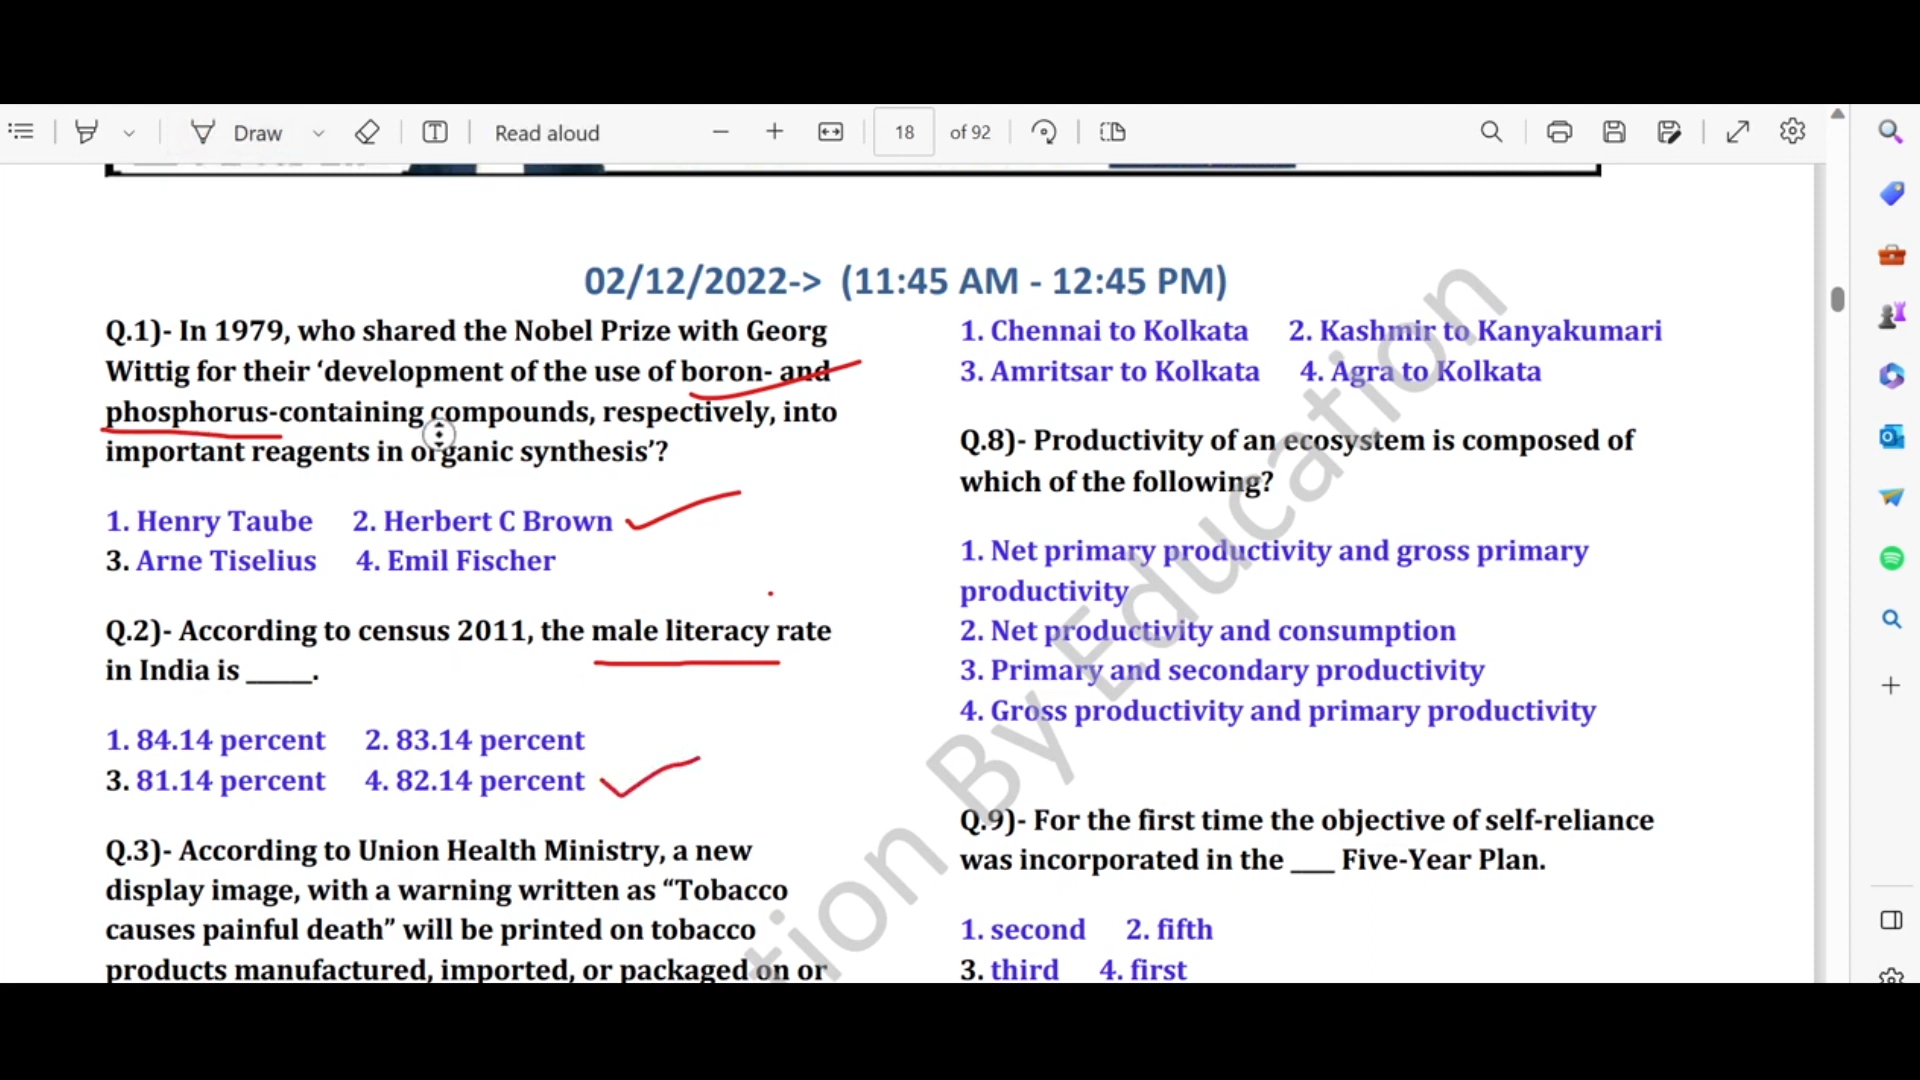 Draw
Read aloud
18 of 92
02/12/2022-> (11:45 AM - 12:45 PM)
Q.1)- In 1979, who shared the Nobel Prize with Georg
Wittig for their ‘development of the use of boron- and
phosphorus-containing compounds, respectively, into
important reagents in organic synthesis’?
1. Henry Taube 2. Herbert C Brown
3. Arne Tiselius 4. Emil Fischer
Q.2)- According to census 2011, the male literacy rate
in India is _____.
1. 84.14 percent 2. 83.14 percent
3. 81.14 percent 4. 82.14 percent
Q.3)- According to Union Health Ministry, a new
display image, with a warning written as “Tobacco
causes painful death” will be printed on tobacco
products manufactured, imported, or packaged on or
1. Chennai to Kolkata 2. Kashmir to Kanyakumari
3. Amritsar to Kolkata 4. Agra to Kolkata
Q.8)- Productivity of an ecosystem is composed of
which of the following?
1. Net primary productivity and gross primary
productivity
2. Net productivity and consumption
3. Primary and secondary productivity
4. Gross productivity and primary productivity
Q.9)- For the first time the objective of self-reliance
was incorporated in the ____ Five-Year Plan.
1. second 2. fifth
3. third 4. first
tion By Education